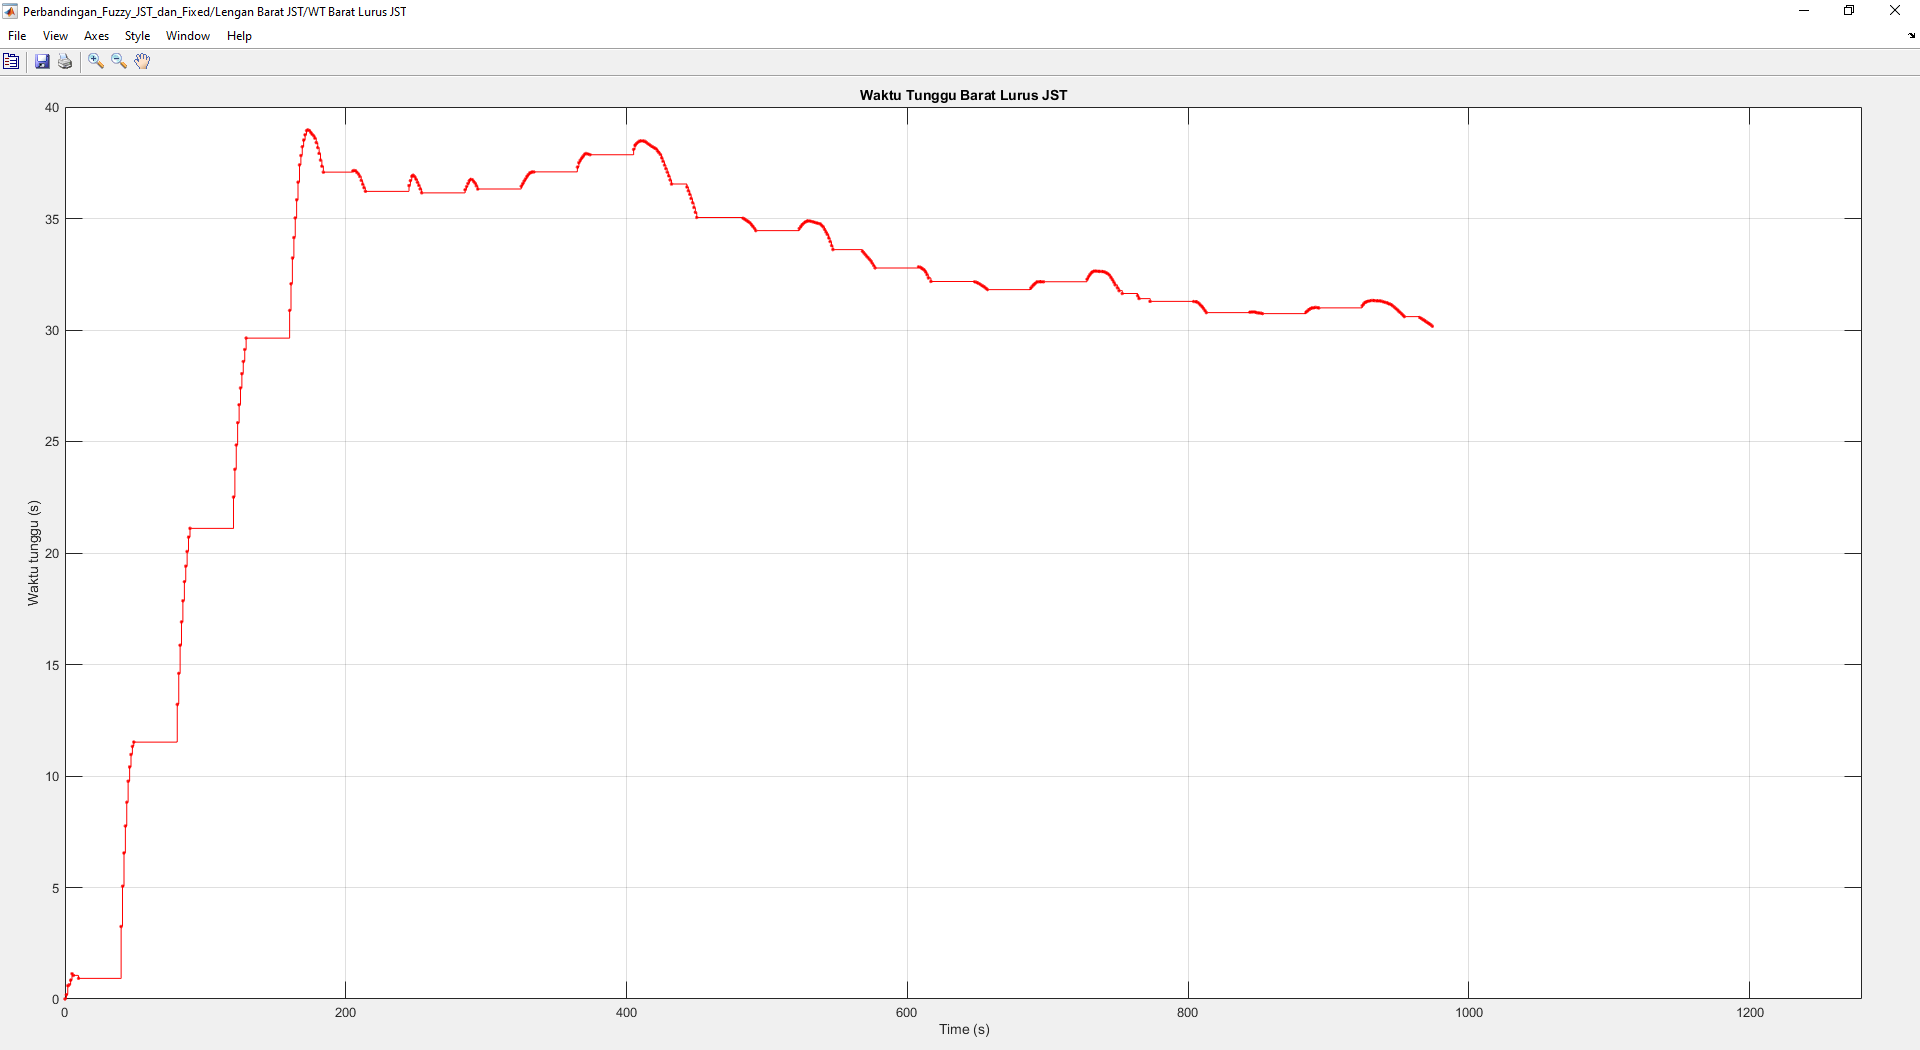 Perbandingan_Fuzzy_JST_dan_Fixed/Lengan Barat JST/WT Barat Lurus JST
File View Axes Style Window Help
Waktu Tunggu Barat Lurus JST
40
35
30
25
20
15
10
5
0
Waktu tunggu (s)
0 200 400 600 800 1000 1200
Time (s)